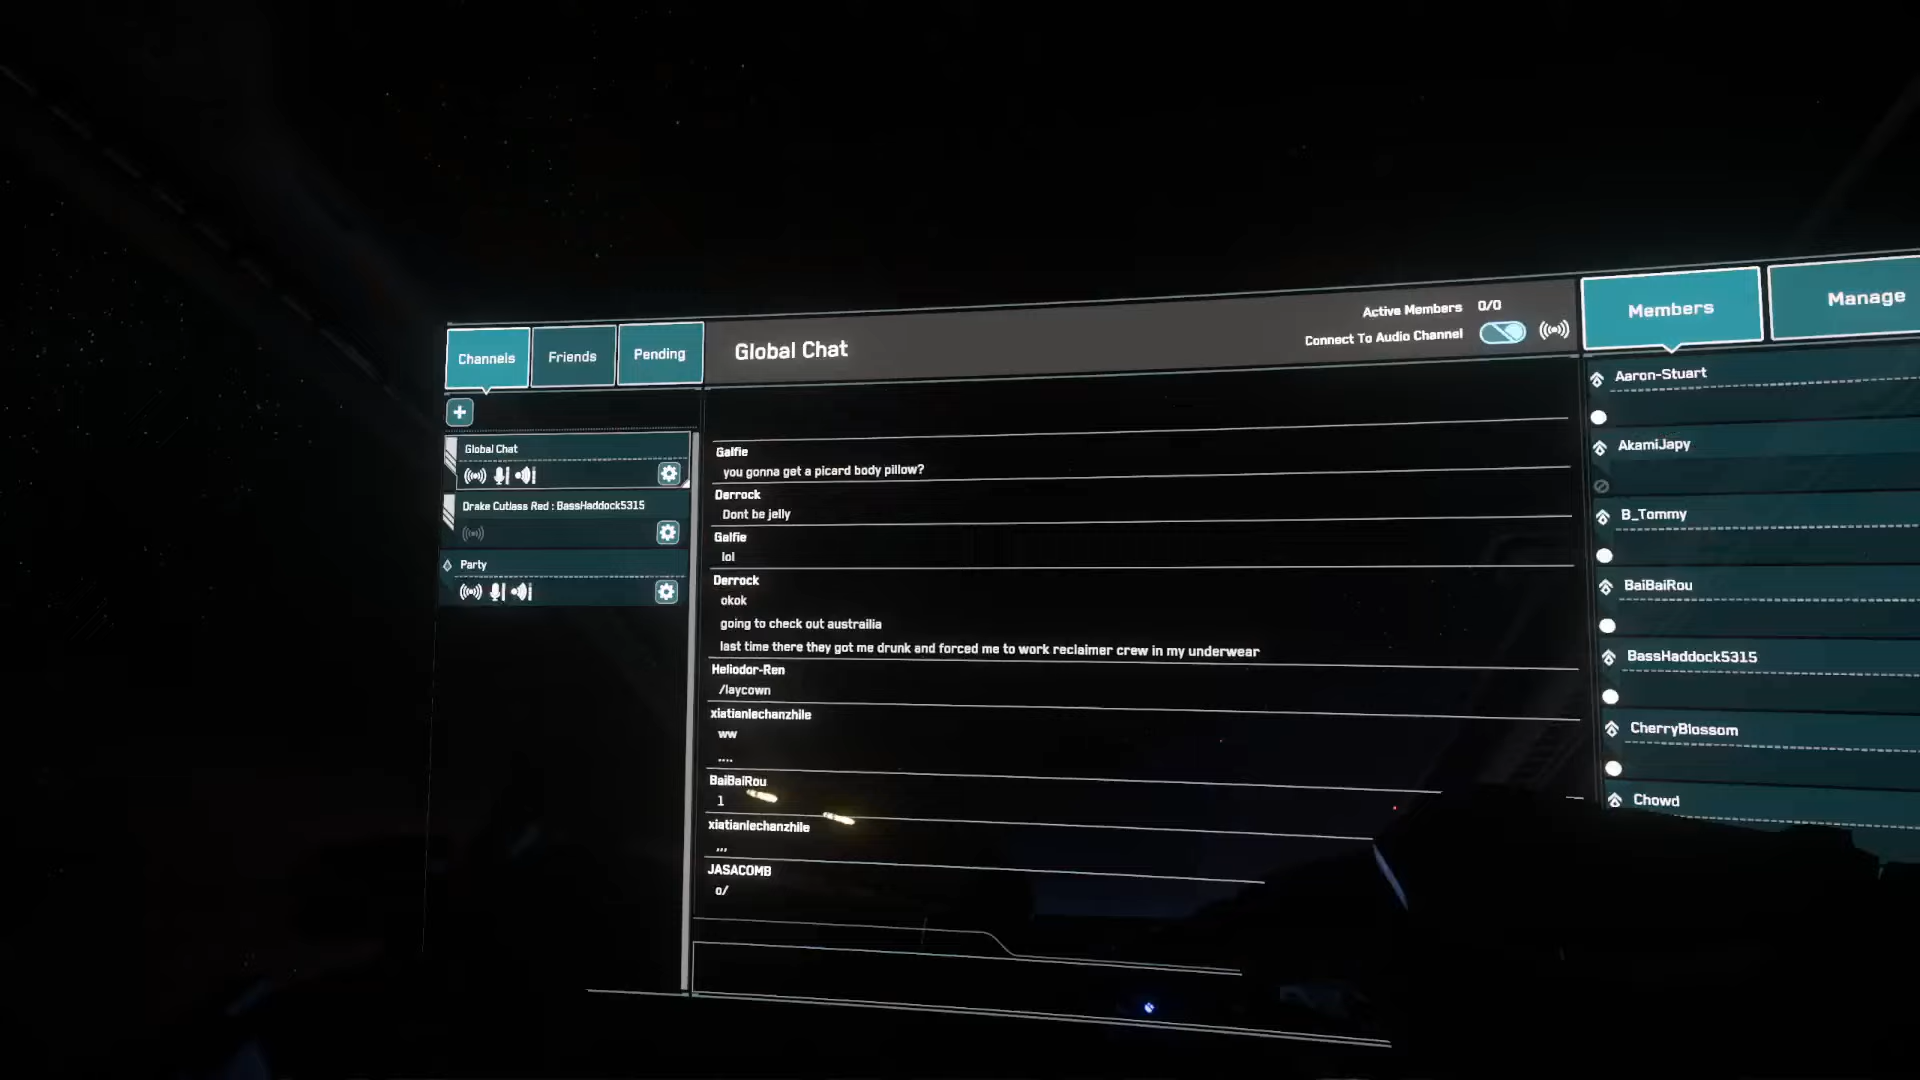 Channels
Friends
Pending
Global Chat
Active Members 0/0
Connect To Audio Channel
Members
Manage
Global Chat
Drake Cutlass Red : BassHaddock5315
Party
Galfie
you gonna get a picard body pillow?
Derrock
Dont be jelly
Galfie
lol
Derrock
okok
going to check out austrailia
last time there they got me drunk and forced me to work reclaimer crew in my underwear
Heliodor-Ren
/laycown
xiatianlechanzhile
ww
....
BaiBaiRou
1
xiatianlechanzhile
,,,
JASACOMB
o/
Aaron-Stuart
AkamiJapy
B_Tommy
BaiBaiRou
BassHaddock5315
CherryBlossom
Chowd